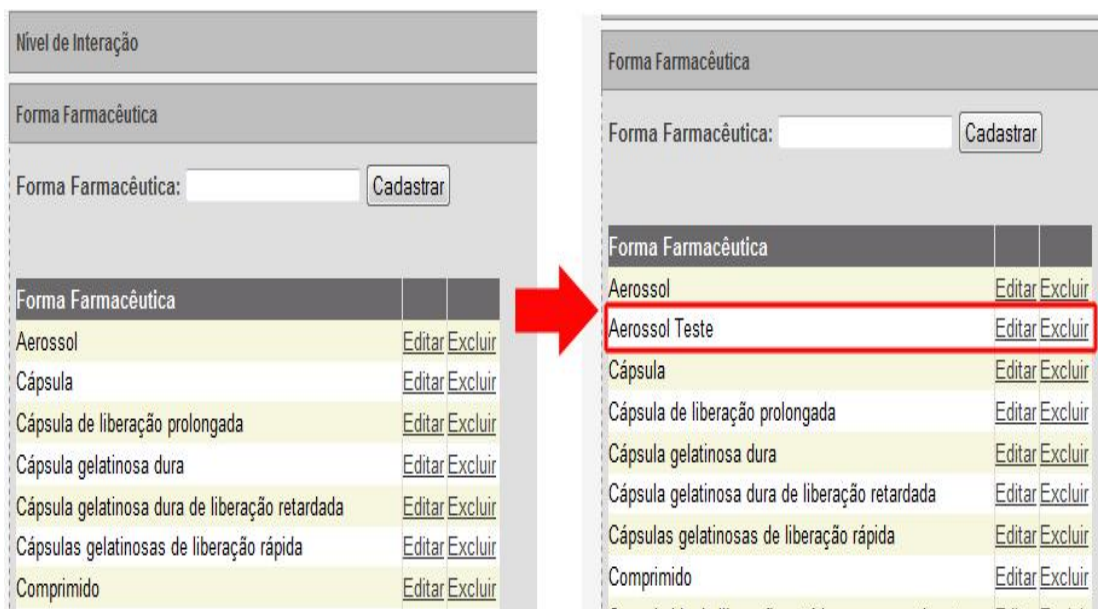 Nível de Interação
Forma Farmacêutica
Forma Farmacêutica: Cadastrar
Forma Farmacêutica
Aerossol Editar Excluir
Cápsula Editar Excluir
Cápsula de liberação prolongada Editar Excluir
Cápsula gelatinosa dura Editar Excluir
Cápsula gelatinosa dura de liberação retardada Editar Excluir
Cápsulas gelatinosas de liberação rápida Editar Excluir
Comprimido Editar Excluir
Forma Farmacêutica
Forma Farmacêutica: Cadastrar
Forma Farmacêutica
Aerossol Editar Excluir
Aerossol Teste Editar Excluir
Cápsula Editar Excluir
Cápsula de liberação prolongada Editar Excluir
Cápsula gelatinosa dura Editar Excluir
Cápsula gelatinosa dura de liberação retardada Editar Excluir
Cápsulas gelatinosas de liberação rápida Editar Excluir
Comprimido Editar Excluir